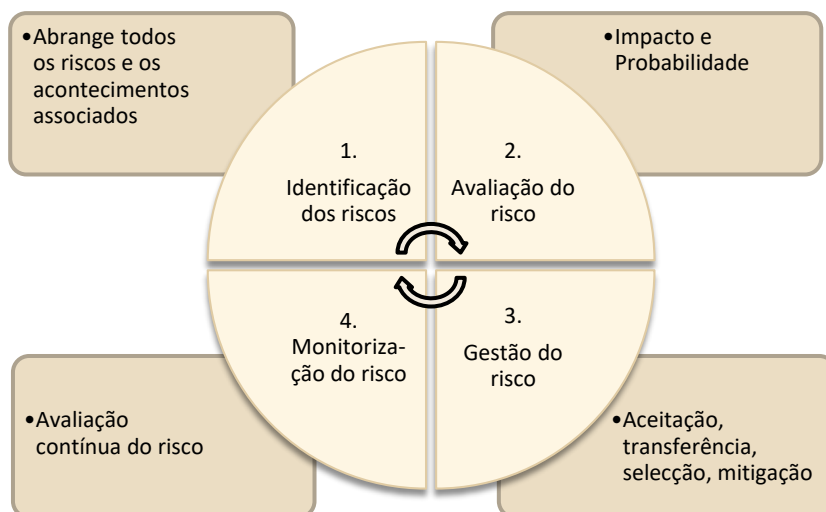 •Abrange todos
os riscos e os
acontecimentos
associados
•Impacto e
Probabilidade
1.
Identificação
dos riscos
2.
Avaliação do
risco
3.
Gestão do
risco
4.
Monitoriza-
ção do risco
•Avaliação
contínua do risco
•Aceitação,
transferência,
selecção, mitigação